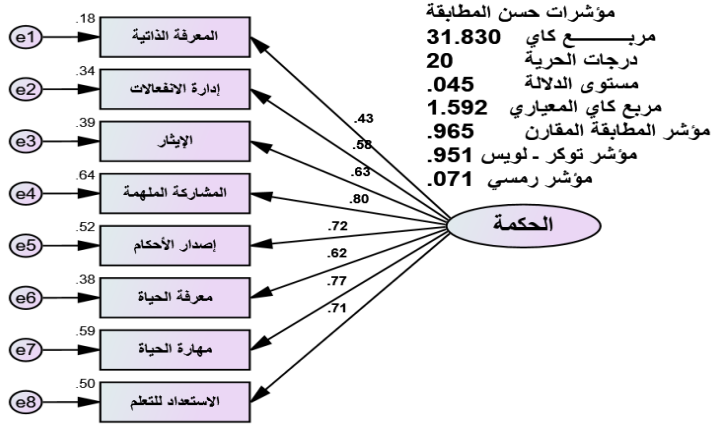 مؤشرات حسن المطابقة
مربـــــــــع كاي 31.830
درجات الحرية 20
مستوى الدلالة .045
مربع كاي المعياري 1.592
مؤشر المطابقة المقارن .965
مؤشر توكر ـ لويس .951
مؤشر رمسي .071
الحكمة
e1 .18 المعرفة الذاتية .43
e2 .34 إدارة الانفعالات .58
e3 .39 الإيثار .63
e4 .64 المشاركة الملهمة .80
e5 .52 إصدار الأحكام .72
e6 .38 معرفة الحياة .62
e7 .59 مهارة الحياة .77
e8 .50 الاستعداد للتعلم .71